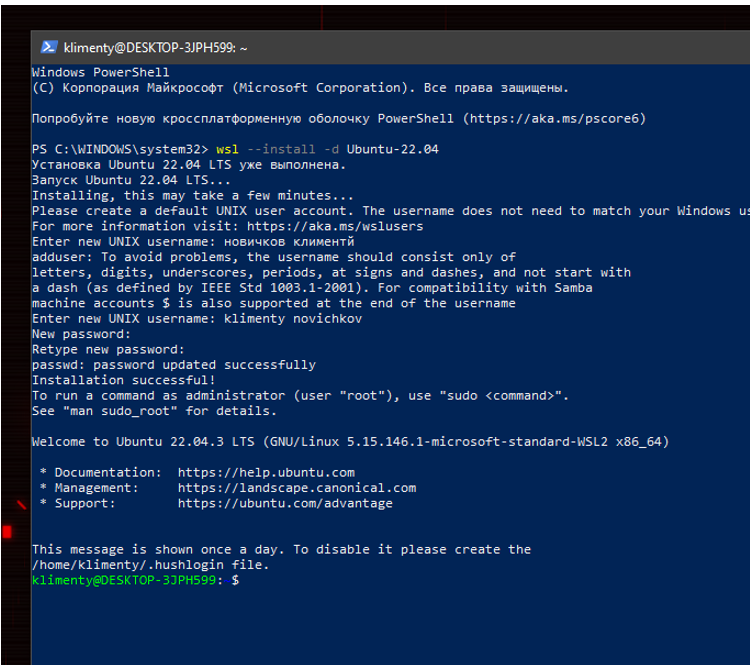 klimenty@DESKTOP-3JPH599: ~
Windows PowerShell
(C) Корпорация Майкрософт (Microsoft Corporation). Все права защищены.
Попробуйте новую кроссплатформенную оболочку PowerShell (https://aka.ms/pscore6)
PS C:\WINDOWS\system32> wsl --install -d Ubuntu-22.04
Установка Ubuntu 22.04 LTS уже выполнена.
Запуск Ubuntu 22.04 LTS...
Installing, this may take a few minutes...
Please create a default UNIX user account. The username does not need to match your Windows us
For more information visit: https://aka.ms/wslusers
Enter new UNIX username: новичков климентй
adduser: To avoid problems, the username should consist only of
letters, digits, underscores, periods, at signs and dashes, and not start with
a dash (as defined by IEEE Std 1003.1-2001). For compatibility with Samba
machine accounts $ is also supported at the end of the username
Enter new UNIX username: klimenty novichkov
New password:
Retype new password:
passwd: password updated successfully
Installation successful!
To run a command as administrator (user "root"), use "sudo <command>".
See "man sudo_root" for details.
Welcome to Ubuntu 22.04.3 LTS (GNU/Linux 5.15.146.1-microsoft-standard-WSL2 x86_64)
* Documentation:  https://help.ubuntu.com
* Management:     https://landscape.canonical.com
* Support:        https://ubuntu.com/advantage
This message is shown once a day. To disable it please create the
/home/klimenty/.hushlogin file.
klimenty@DESKTOP-3JPH599: $